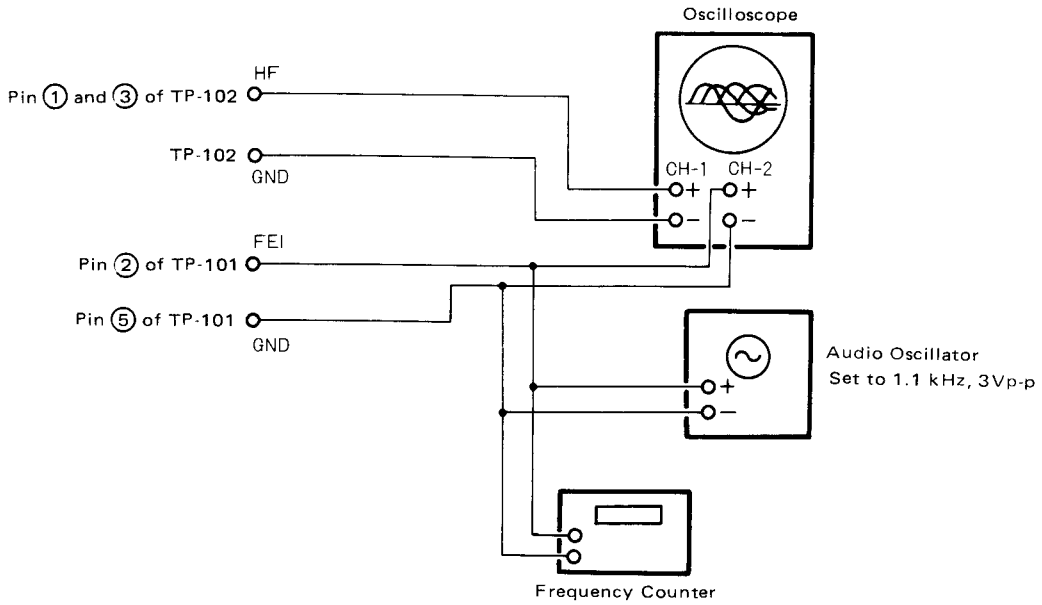 Oscilloscope
HF
Pin ① and ③ of TP-102
TP-102
GND
CH-1 CH-2
+ +
− −
FEI
Pin ② of TP-101
Pin ⑤ of TP-101
GND
Audio Oscillator
Set to 1.1 kHz, 3Vp-p
+
−
Frequency Counter